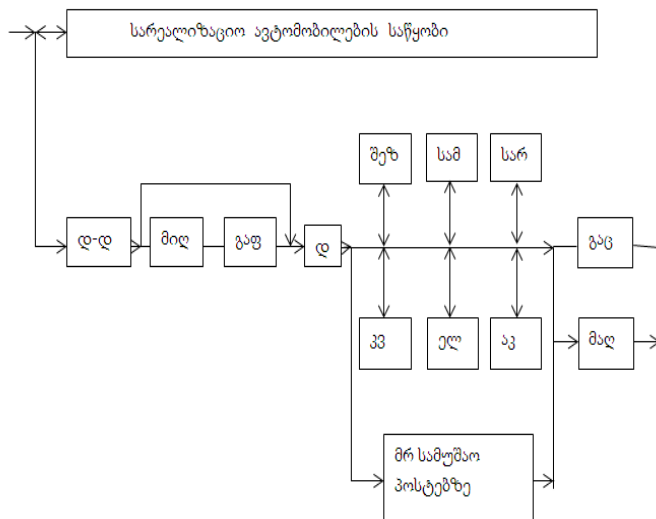 სარეალიზაციო ავტომობილების საწყობი
შეზ
სამ
სარ
დ-დ
მიღ
გაფ
დ
გაც
კვ
ელ
აკ
მაღ
მრ სამუშაო
პოსტებზე